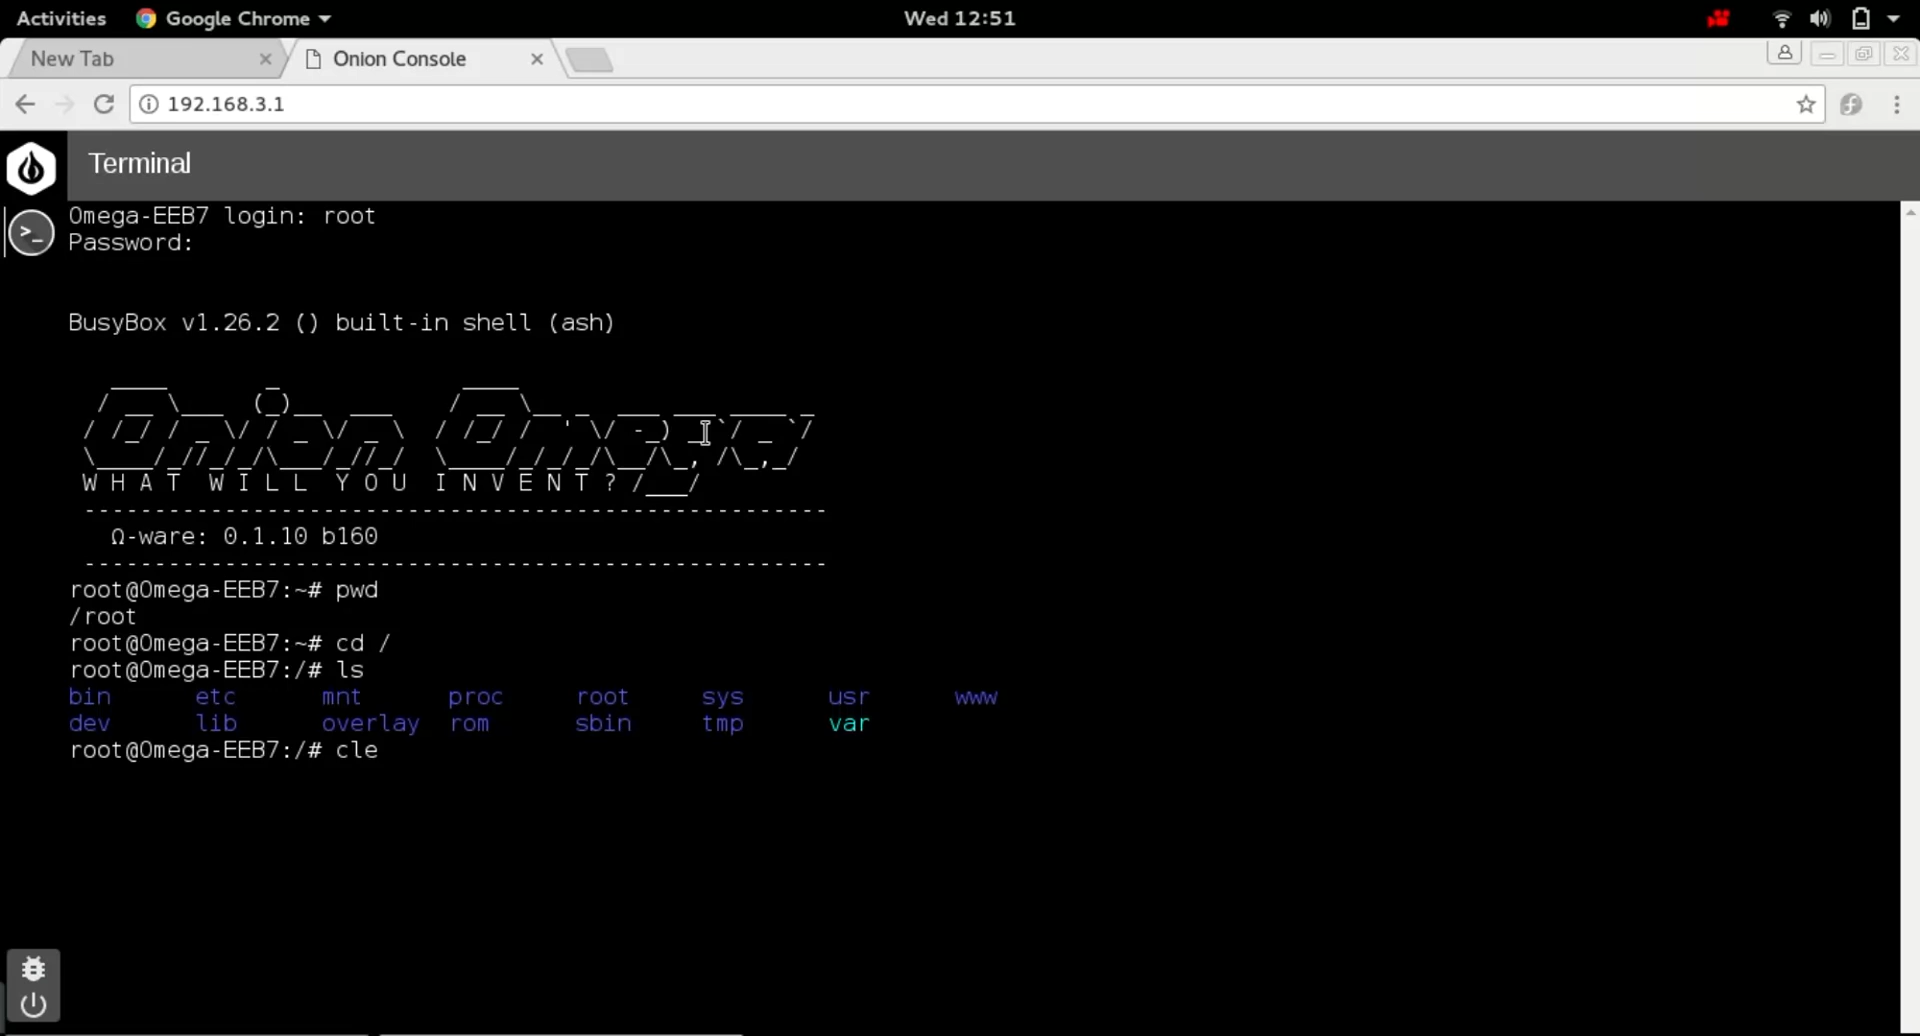 Activities Google Chrome Wed 12:51
New Tab Onion Console
192.168.3.1
Terminal
Omega-EEB7 login: root
Password:
BusyBox v1.26.2 () built-in shell (ash)
Onion Omega
W H A T W I L L Y O U I N V E N T ?
Ω-ware: 0.1.10 b160
root@Omega-EEB7:~# pwd
/root
root@Omega-EEB7:~# cd /
root@Omega-EEB7:/# ls
bin etc mnt proc root sys usr www
dev lib overlay rom sbin tmp var
root@Omega-EEB7:/# cle